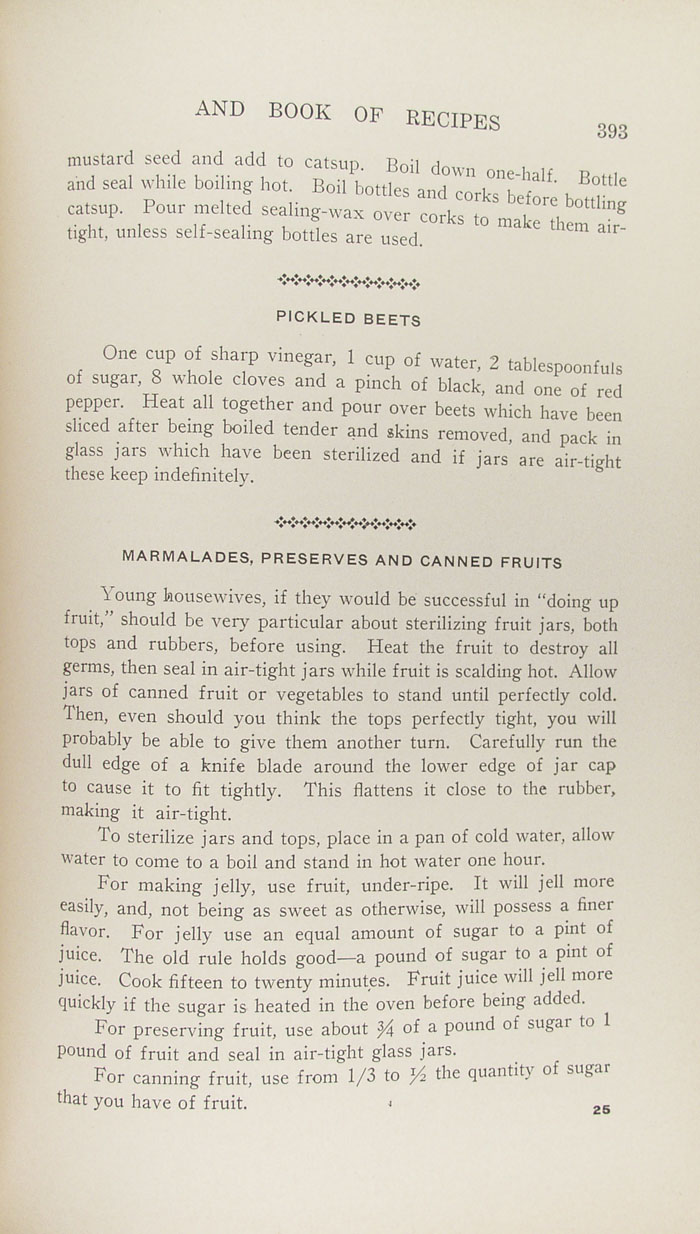 AND BOOK OF RECIPES 393
mustard seed and add to catsup. Boil down one-half. Bottle
and seal while boiling hot. Boil bottles and corks before bottling
catsup. Pour melted sealing-wax over corks to make them air-
tight, unless self-sealing bottles are used.
PICKLED BEETS
One cup of sharp vinegar, 1 cup of water, 2 tablespoonfuls
of sugar, 8 whole cloves and a pinch of black, and one of red
pepper. Heat all together and pour over beets which have been
sliced after being boiled tender and skins removed, and pack in
glass jars which have been sterilized and if jars are air-tight
these keep indefinitely.
MARMALADES, PRESERVES AND CANNED FRUITS
Young housewives, if they would be successful in "doing up
fruit," should be very particular about sterilizing fruit jars, both
tops and rubbers, before using. Heat the fruit to destroy all
germs, then seal in air-tight jars while fruit is scalding hot. Allow
jars of canned fruit or vegetables to stand until perfectly cold.
Then, even should you think the tops perfectly tight, you will
probably be able to give them another turn. Carefully run the
dull edge of a knife blade around the lower edge of jar cap
to cause it to fit tightly. This flattens it close to the rubber,
making it air-tight.
To sterilize jars and tops, place in a pan of cold water, allow
water to come to a boil and stand in hot water one hour.
For making jelly, use fruit, under-ripe. It will jell more
easily, and, not being as sweet as otherwise, will possess a finer
flavor. For jelly use an equal amount of sugar to a pint of
juice. The old rule holds good—a pound of sugar to a pint of
juice. Cook fifteen to twenty minutes. Fruit juice will jell more
quickly if the sugar is heated in the oven before being added.
For preserving fruit, use about ¾ of a pound of sugar to 1
pound of fruit and seal in air-tight glass jars.
For canning fruit, use from 1/3 to ½ the quantity of sugar
that you have of fruit.
25